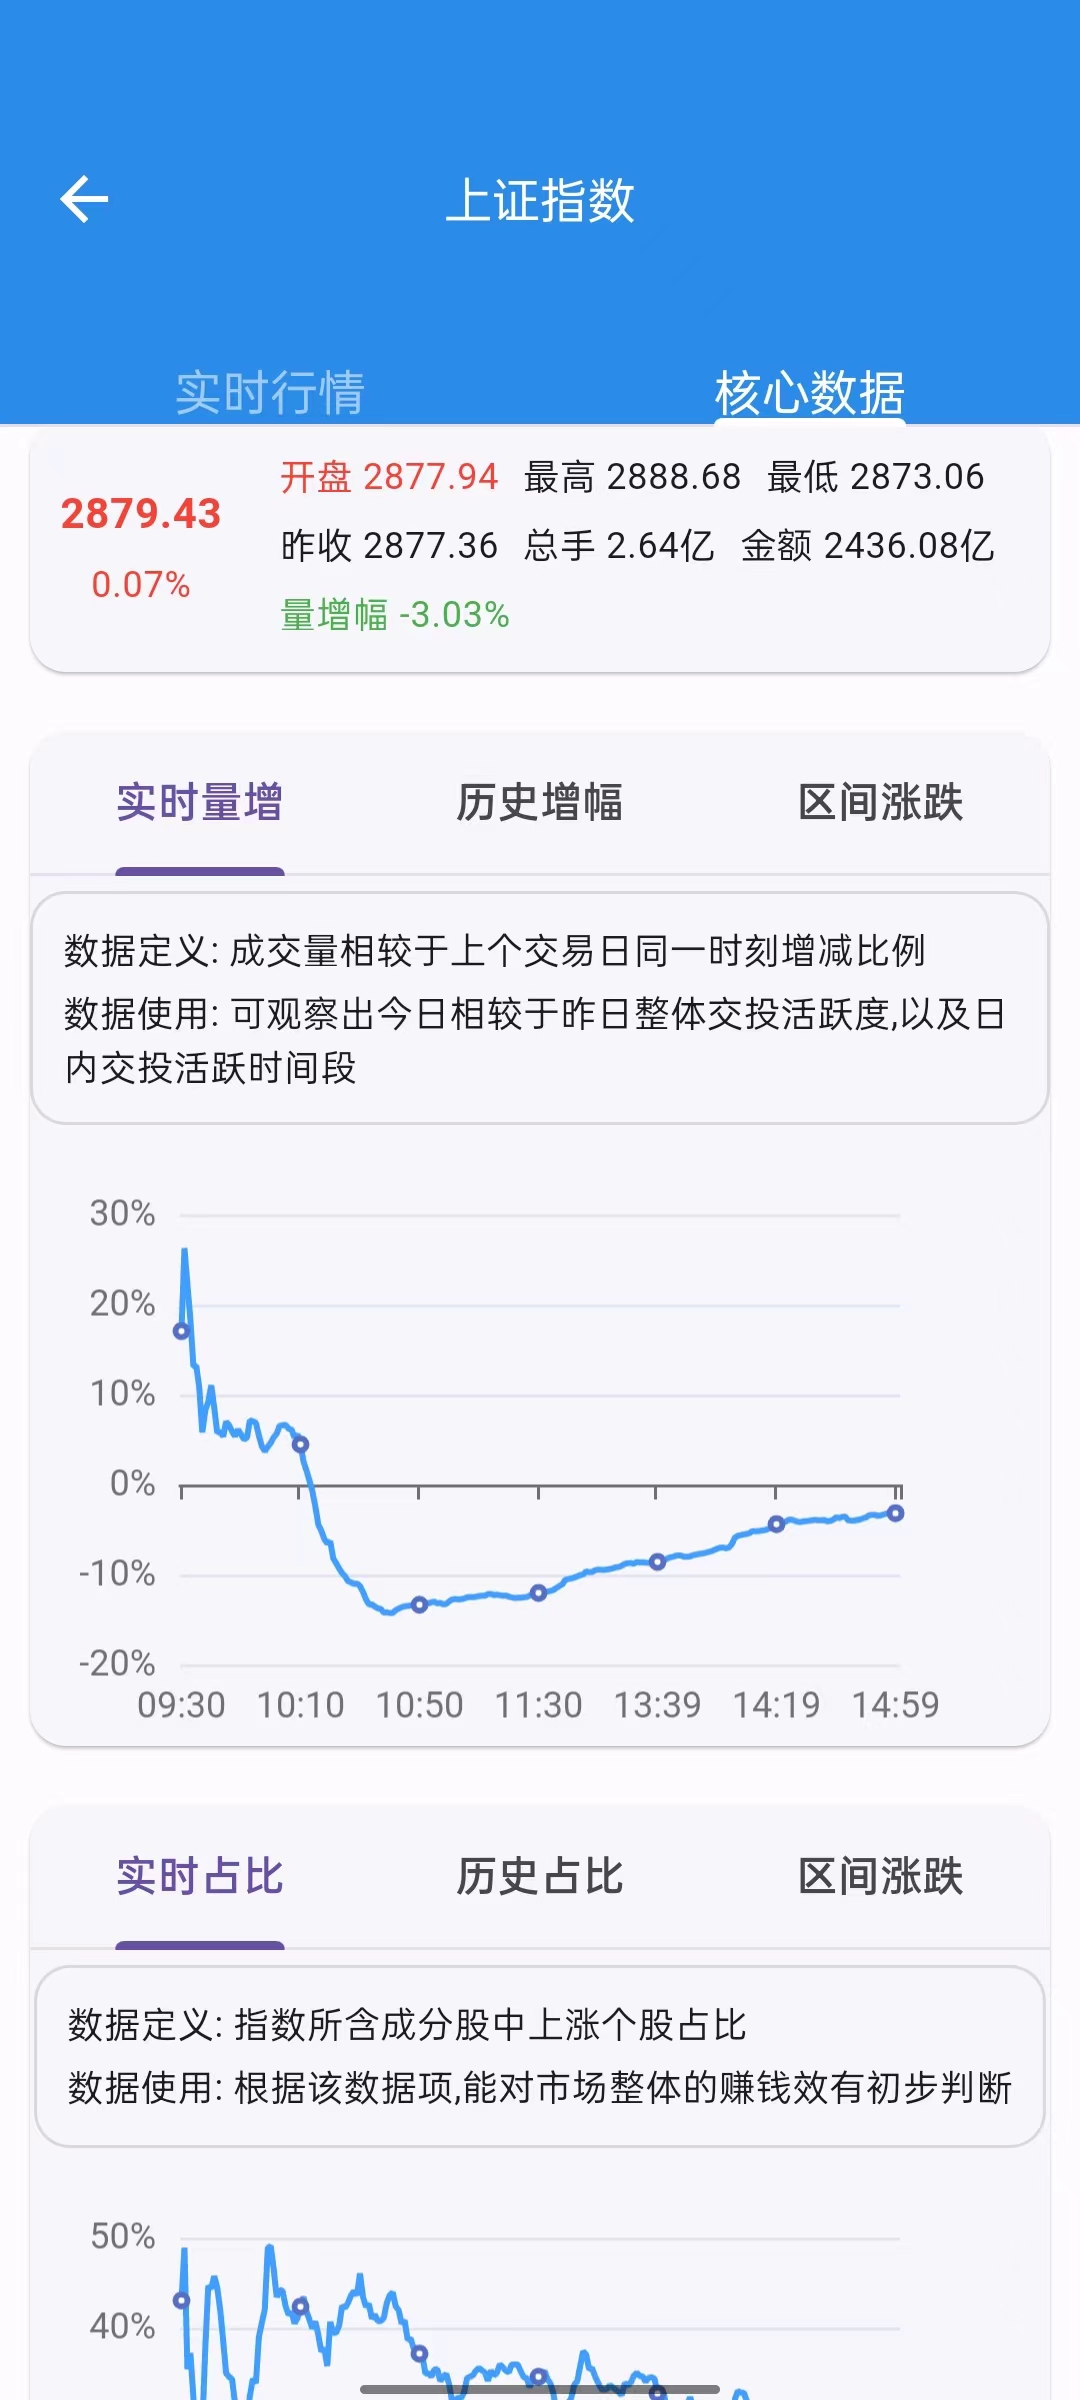 上证指数
实时行情 核心数据
开盘 2877.94 最高 2888.68 最低 2873.06
2879.43
昨收 2877.36 总手 2.64亿 金额 2436.08亿
0.07%
量增幅 -3.03%
实时量增 历史增幅 区间涨跌
数据定义: 成交量相较于上个交易日同一时刻增减比例
数据使用: 可观察出今日相较于昨日整体交投活跃度,以及日
内交投活跃时间段
30%
20%
10%
0%
-10%
-20%
09:30 10:10 10:50 11:30 13:39 14:19 14:59
实时占比 历史占比 区间涨跌
数据定义: 指数所含成分股中上涨个股占比
数据使用: 根据该数据项,能对市场整体的赚钱效有初步判断
50%
40%